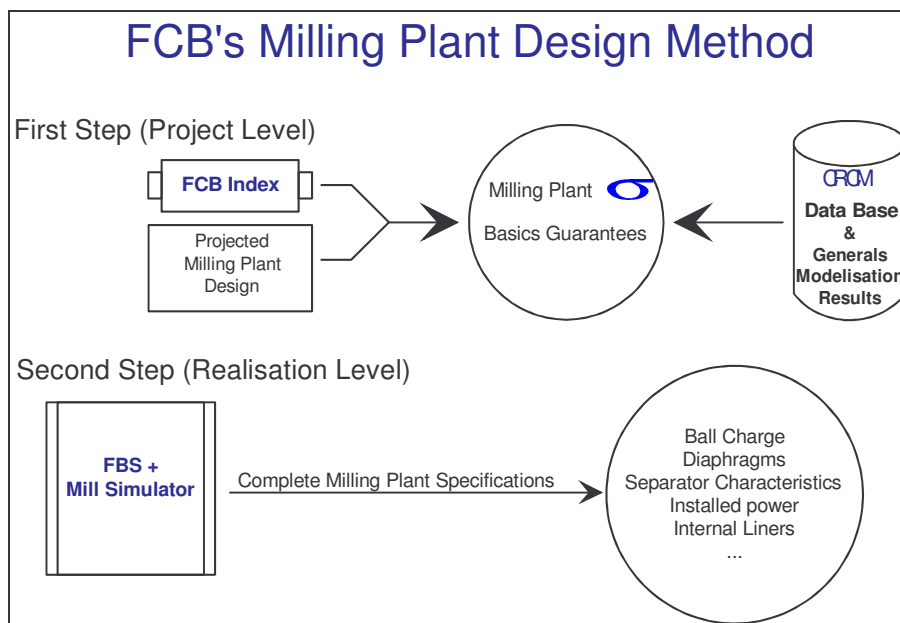 FCB's Milling Plant Design Method
First Step (Project Level)
FCB Index
Projected
Milling Plant
Design
Milling Plant σ
Basics Guarantees
CRCM
Data Base
&
Generals
Modelisation
Results
Second Step (Realisation Level)
FBS +
Mill Simulator
Complete Milling Plant Specifications
Ball Charge
Diaphragms
Separator Characteristics
Installed power
Internal Liners
...